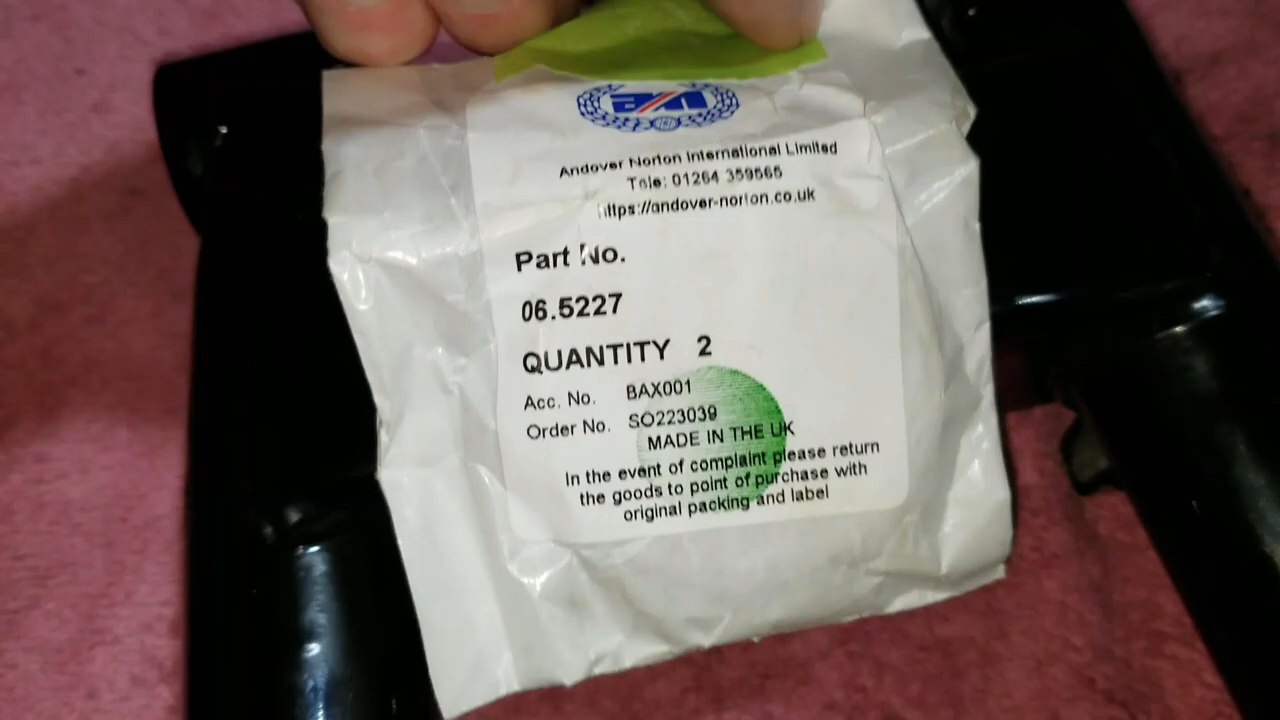 Andover Norton International Limited
Tele: 01264 359565
https://andover-norton.co.uk
Part No.
06.5227
QUANTITY 2
Acc. No. BAX001
Order No. SO223039
MADE IN THE UK
In the event of complaint please return
the goods to point of purchase with
original packing and label